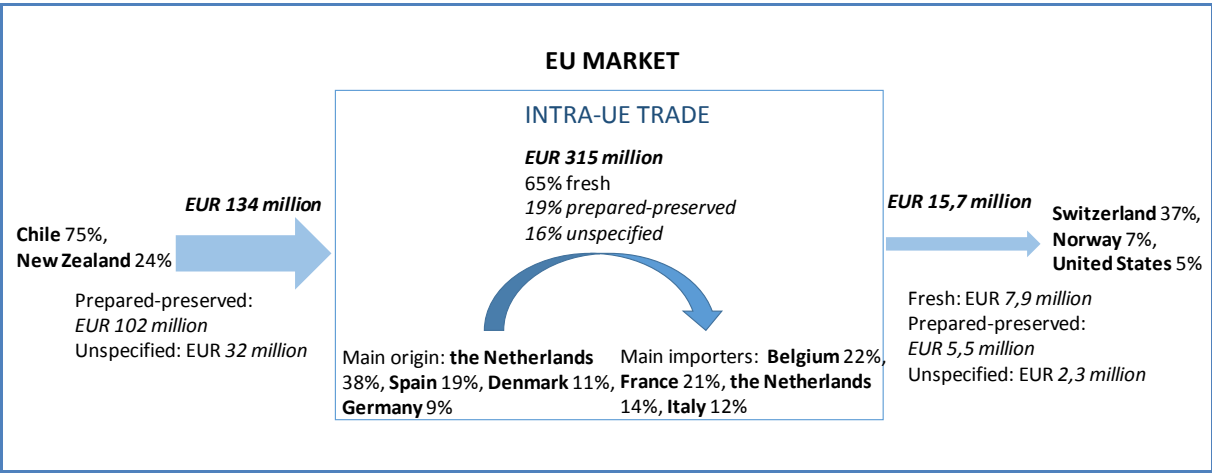 EU MARKET
INTRA-UE TRADE
EUR 315 million
65% fresh
19% prepared-preserved
16% unspecified
EUR 134 million
Chile 75%,
New Zealand 24%
Prepared-preserved:
EUR 102 million
Unspecified: EUR 32 million
Main origin: the Netherlands
38%, Spain 19%, Denmark 11%,
Germany 9%
Main importers: Belgium 22%,
France 21%, the Netherlands
14%, Italy 12%
EUR 15,7 million
Switzerland 37%,
Norway 7%,
United States 5%
Fresh: EUR 7,9 million
Prepared-preserved:
EUR 5,5 million
Unspecified: EUR 2,3 million